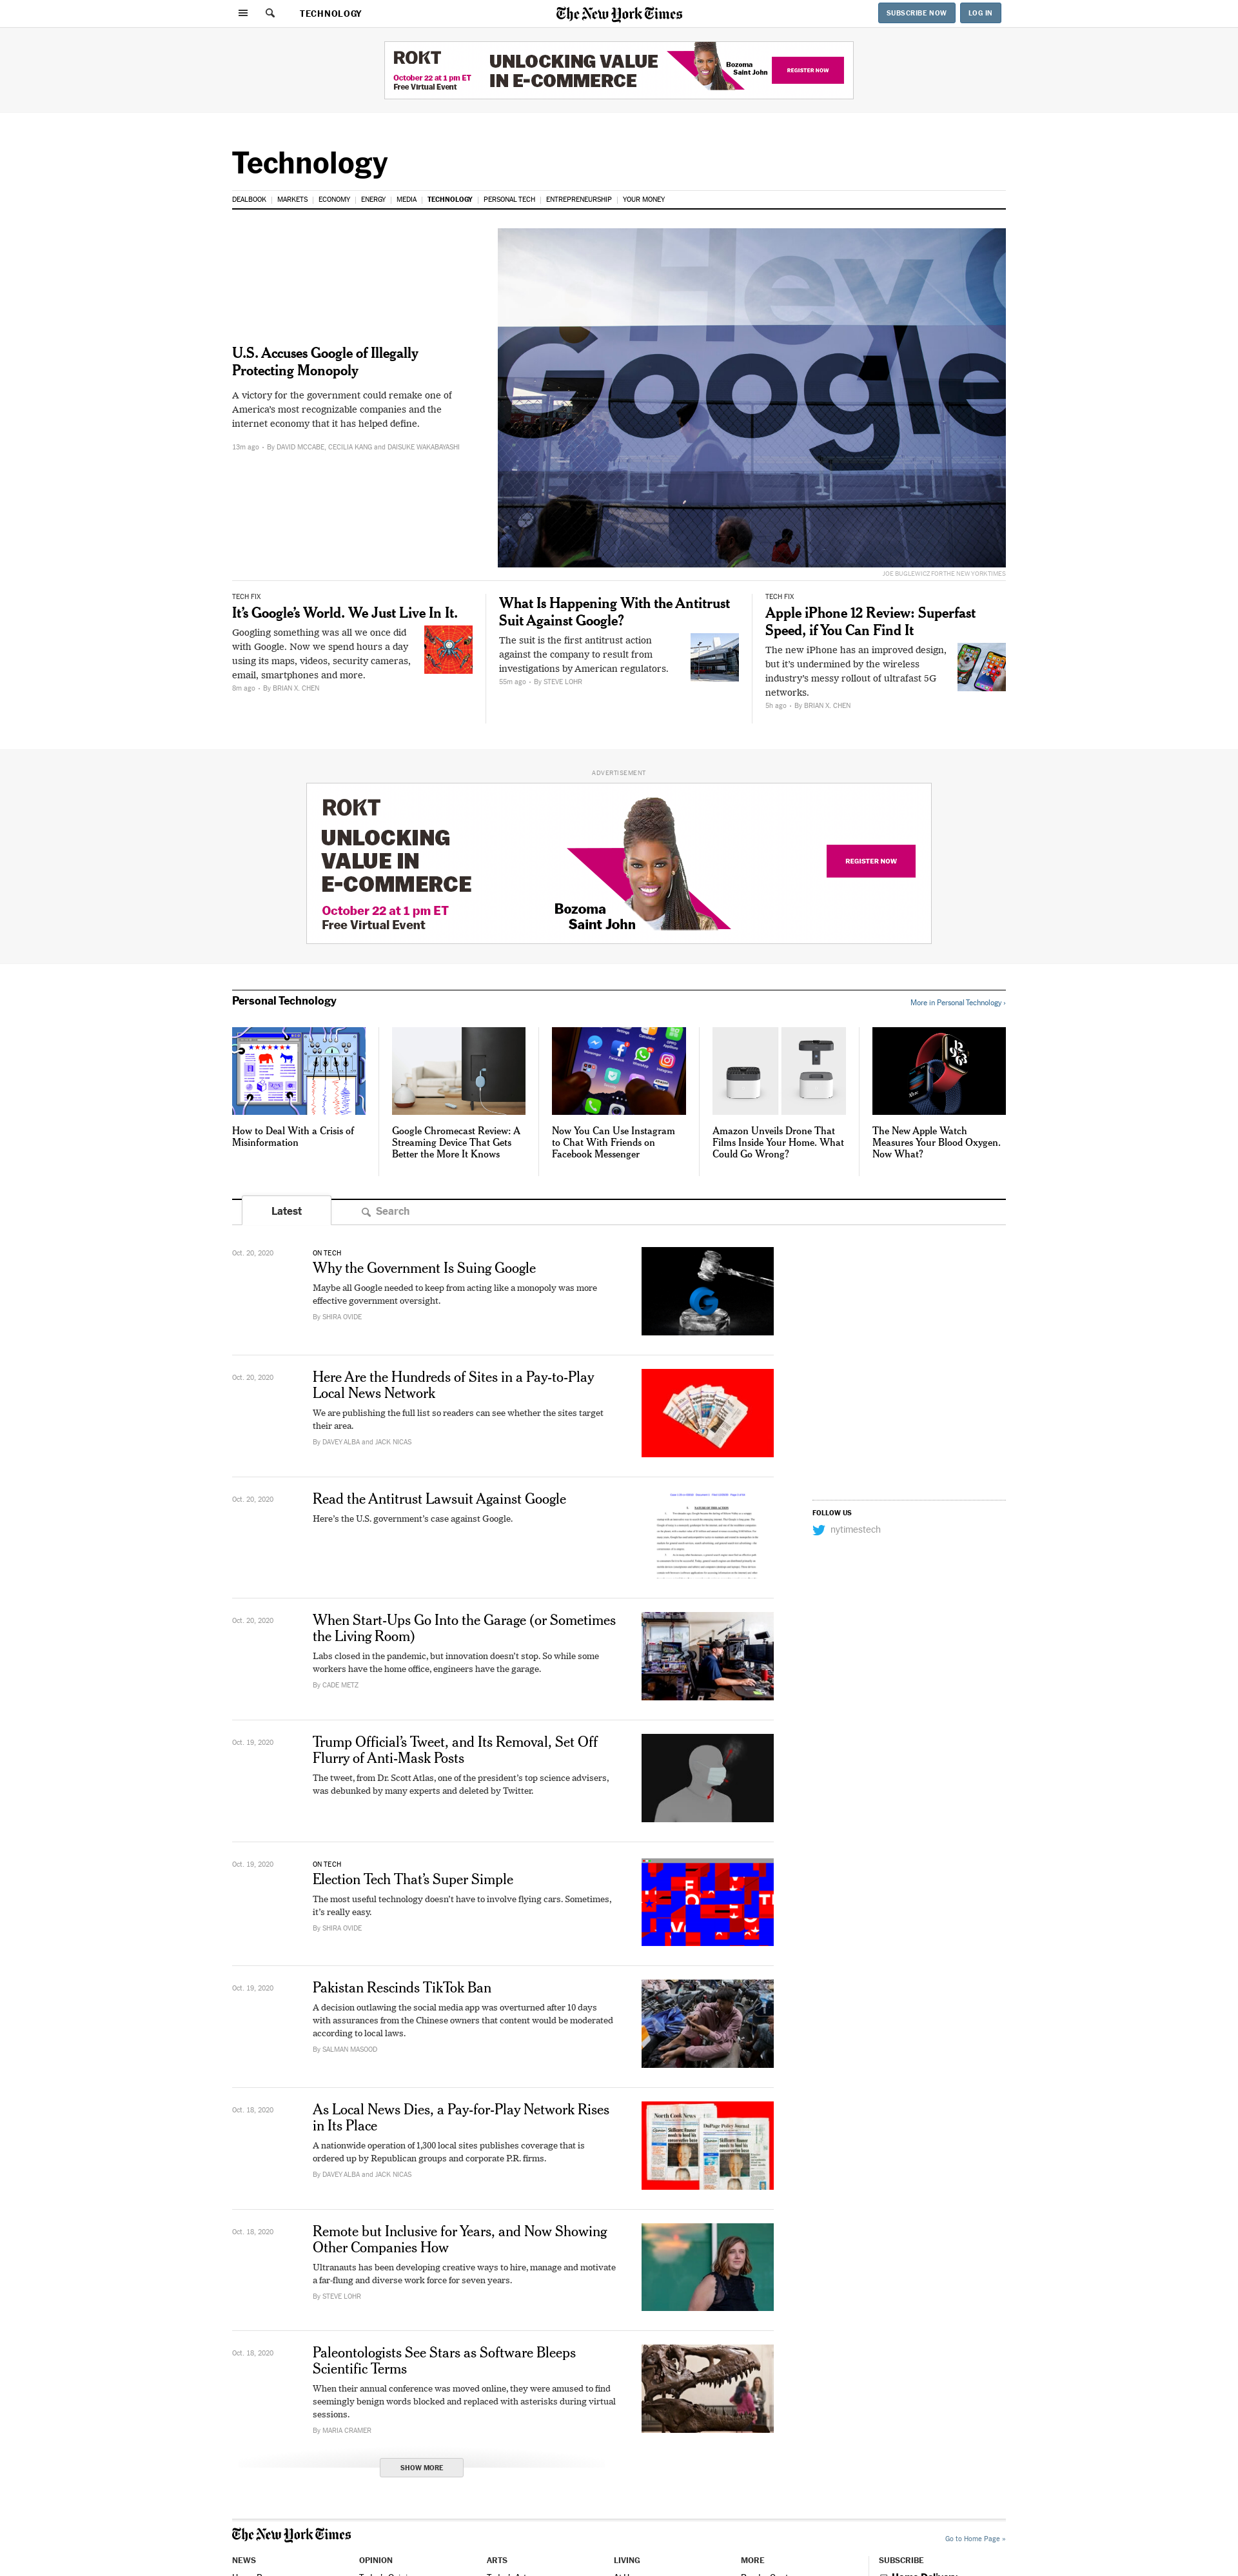 TECHNOLOGY
The New York Times
SUBSCRIBE NOW
LOG IN
ROKT
October 22 at 1 pm ET
Free Virtual Event
UNLOCKING VALUE
IN E-COMMERCE
Bozoma
Saint John
REGISTER NOW
Technology
DEALBOOK | MARKETS | ECONOMY | ENERGY | MEDIA | TECHNOLOGY | PERSONAL TECH | ENTREPRENEURSHIP | YOUR MONEY
Hey G
Google
U.S. Accuses Google of Illegally
Protecting Monopoly
A victory for the government could remake one of
America's most recognizable companies and the
internet economy that it has helped define.
13m ago • By DAVID MCCABE, CECILIA KANG and DAISUKE WAKABAYASHI
JOE BUGLEWICZ FOR THE NEW YORK TIMES
TECH FIX
It's Google's World. We Just Live In It.
Googling something was all we once did
with Google. Now we spend hours a day
using its maps, videos, security cameras,
email, smartphones and more.
8m ago • By BRIAN X. CHEN
What Is Happening With the Antitrust
Suit Against Google?
The suit is the first antitrust action
against the company to result from
investigations by American regulators.
55m ago • By STEVE LOHR
TECH FIX
Apple iPhone 12 Review: Superfast
Speed, if You Can Find It
The new iPhone has an improved design,
but it's undermined by the wireless
industry's messy rollout of ultrafast 5G
networks.
5h ago • By BRIAN X. CHEN
ADVERTISEMENT
ROKT
UNLOCKING
VALUE IN
E-COMMERCE
October 22 at 1 pm ET
Free Virtual Event
Bozoma
Saint John
REGISTER NOW
Personal Technology
More in Personal Technology ›
How to Deal With a Crisis of
Misinformation
Google Chromecast Review: A
Streaming Device That Gets
Better the More It Knows
Now You Can Use Instagram
to Chat With Friends on
Facebook Messenger
Amazon Unveils Drone That
Films Inside Your Home. What
Could Go Wrong?
The New Apple Watch
Measures Your Blood Oxygen.
Now What?
Latest
Search
Oct. 20, 2020
ON TECH
Why the Government Is Suing Google
Maybe all Google needed to keep from acting like a monopoly was more
effective government oversight.
By SHIRA OVIDE
Oct. 20, 2020
Here Are the Hundreds of Sites in a Pay-to-Play
Local News Network
We are publishing the full list so readers can see whether the sites target
their area.
By DAVEY ALBA and JACK NICAS
Oct. 20, 2020
Read the Antitrust Lawsuit Against Google
Here's the U.S. government's case against Google.
FOLLOW US
nytimestech
Oct. 20, 2020
When Start-Ups Go Into the Garage (or Sometimes
the Living Room)
Labs closed in the pandemic, but innovation doesn't stop. So while some
workers have the home office, engineers have the garage.
By CADE METZ
Oct. 19, 2020
Trump Official's Tweet, and Its Removal, Set Off
Flurry of Anti-Mask Posts
The tweet, from Dr. Scott Atlas, one of the president's top science advisers,
was debunked by many experts and deleted by Twitter.
Oct. 19, 2020
ON TECH
Election Tech That's Super Simple
The most useful technology doesn't have to involve flying cars. Sometimes,
it's really easy.
By SHIRA OVIDE
Oct. 19, 2020
Pakistan Rescinds TikTok Ban
A decision outlawing the social media app was overturned after 10 days
with assurances from the Chinese owners that content would be moderated
according to local laws.
By SALMAN MASOOD
Oct. 18, 2020
As Local News Dies, a Pay-for-Play Network Rises
in Its Place
A nationwide operation of 1,300 local sites publishes coverage that is
ordered up by Republican groups and corporate P.R. firms.
By DAVEY ALBA and JACK NICAS
North Cook News
DuPage Policy Journal
Oct. 18, 2020
Remote but Inclusive for Years, and Now Showing
Other Companies How
Ultranauts has been developing creative ways to hire, manage and motivate
a far-flung and diverse work force for seven years.
By STEVE LOHR
Oct. 18, 2020
Paleontologists See Stars as Software Bleeps
Scientific Terms
When their annual conference was moved online, they were amused to find
seemingly benign words blocked and replaced with asterisks during virtual
sessions.
By MARIA CRAMER
SHOW MORE
The New York Times
Go to Home Page »
NEWS
OPINION
ARTS
LIVING
MORE
SUBSCRIBE